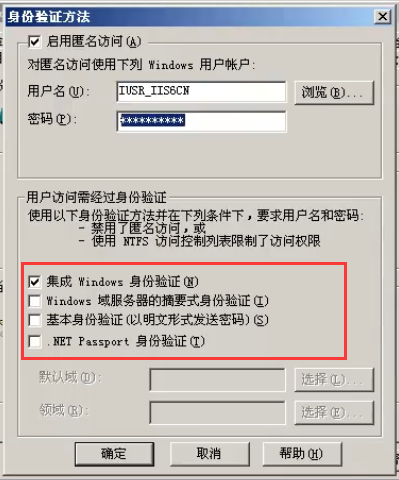 身份验证方法
启用匿名访问(A)
对匿名访问使用下列 Windows 用户帐户:
用户名(U): IUSR_IIS6CN 浏览(B)...
密码(P): **********
用户访问需经过身份验证
使用以下身份验证方法并在下列条件下，要求用户名和密码:
- 禁用了匿名访问，或
- 使用 NTFS 访问控制列表限制了访问权限
集成 Windows 身份验证(N)
Windows 域服务器的摘要式身份验证(I)
基本身份验证(以明文形式发送密码)(S)
.NET Passport 身份验证(T)
默认域(D): 选择(L)...
领域(R): 选择(E)...
确定 取消 帮助(H)